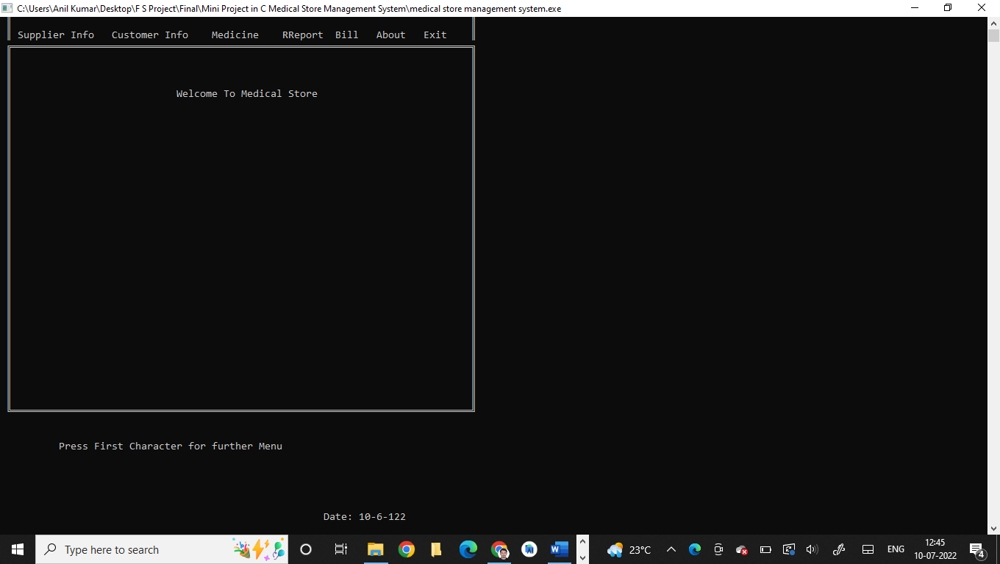 C:\Users\Anil Kumar\Desktop\F S Project\Final\Mini Project in C Medical Store Management System\medical store management system.exe
Supplier Info Customer Info Medicine RReport Bill About Exit
Welcome To Medical Store
Press First Character for further Menu
Date: 10-6-122
Type here to search
W
23°C
ENG
12:45
10-07-2022
4